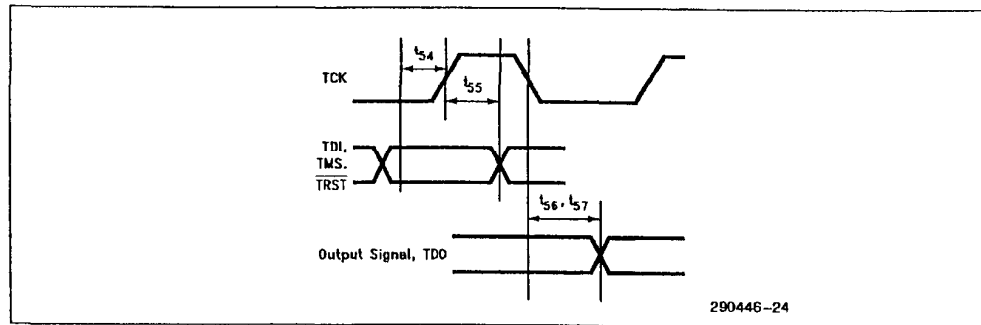 t54
TCK
t55
TDI.
TMS.
TRST
t56, t57
Output Signal, TDO
290446-24